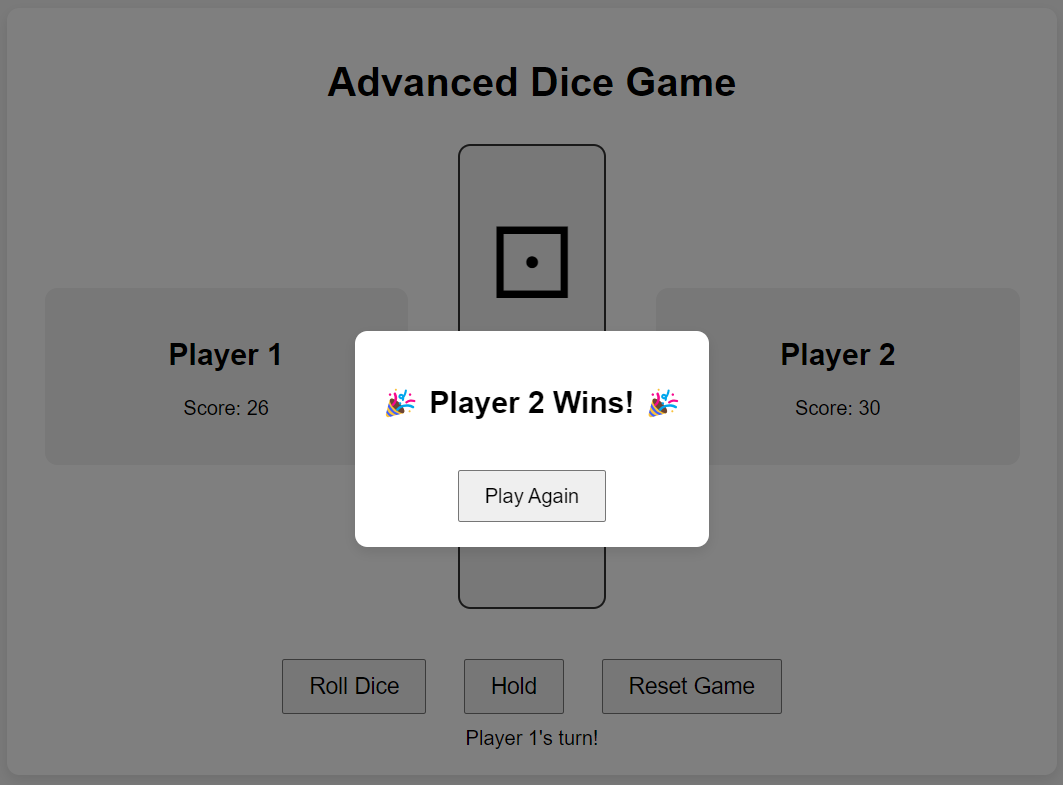 Advanced Dice Game
Player 1
Score: 26
Player 2
Score: 30
🎉 Player 2 Wins! 🎉
Play Again
Roll Dice
Hold
Reset Game
Player 1's turn!